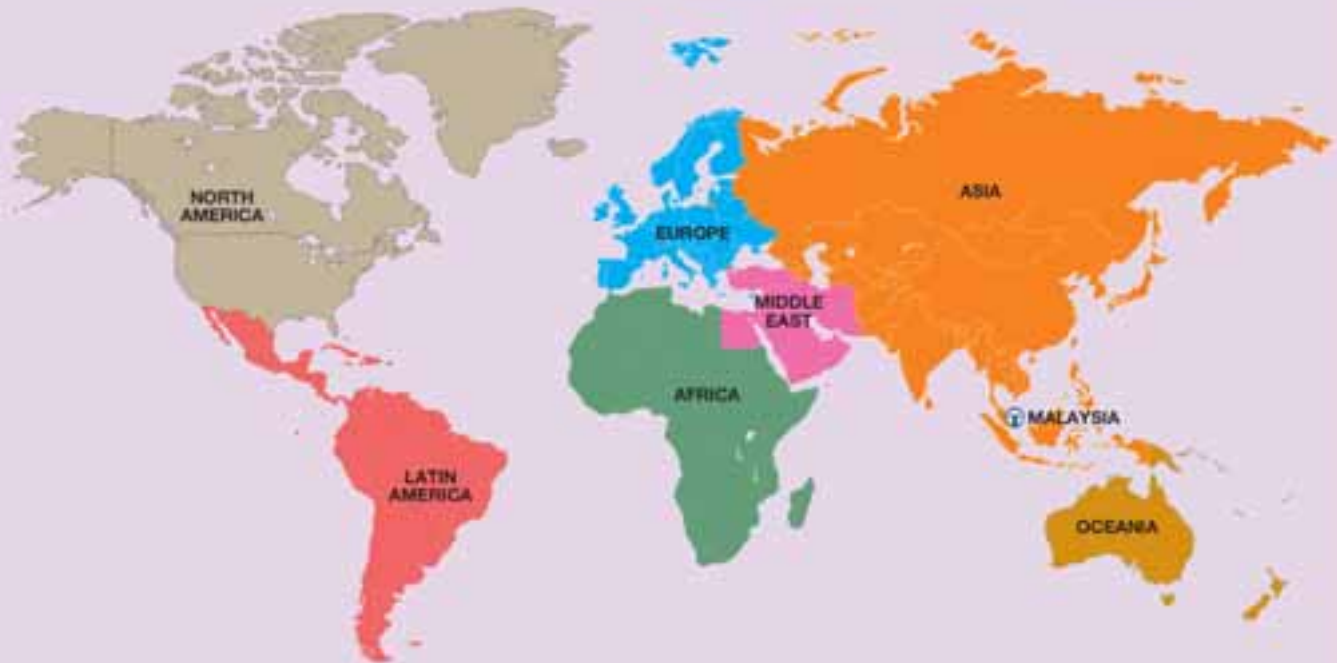 NORTH
AMERICA
ASIA
EUROPE
MIDDLE
EAST
AFRICA
MALAYSIA
LATIN
AMERICA
OCEANIA